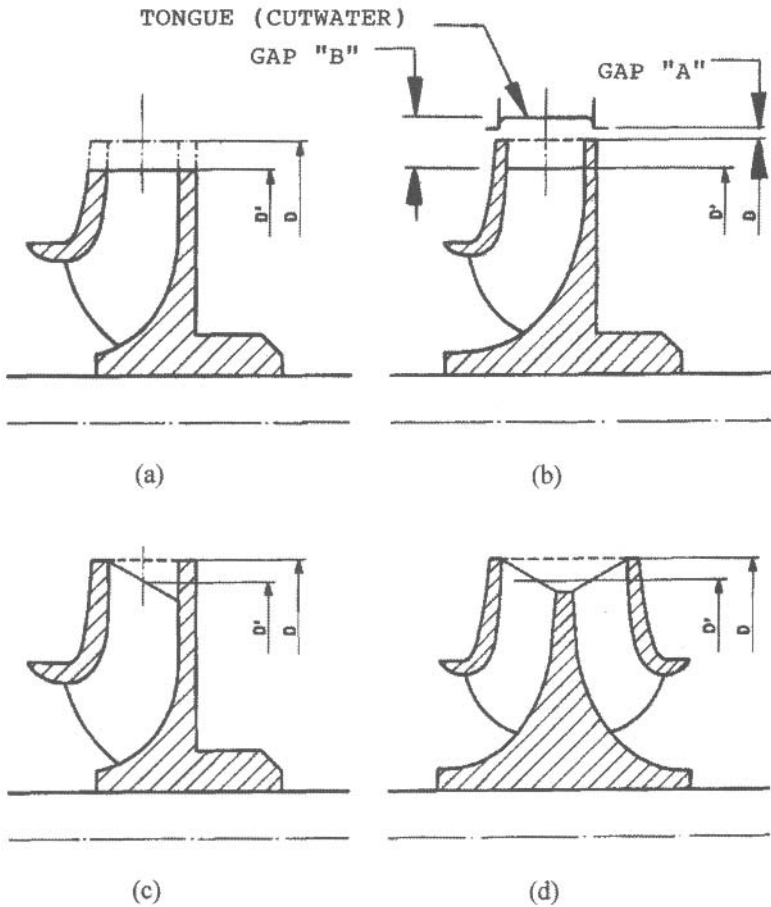 TONGUE (CUTWATER)
GAP "B"
GAP "A"
D'
D
D'
D
(a)
(b)
D'
D
D'
D
(c)
(d)